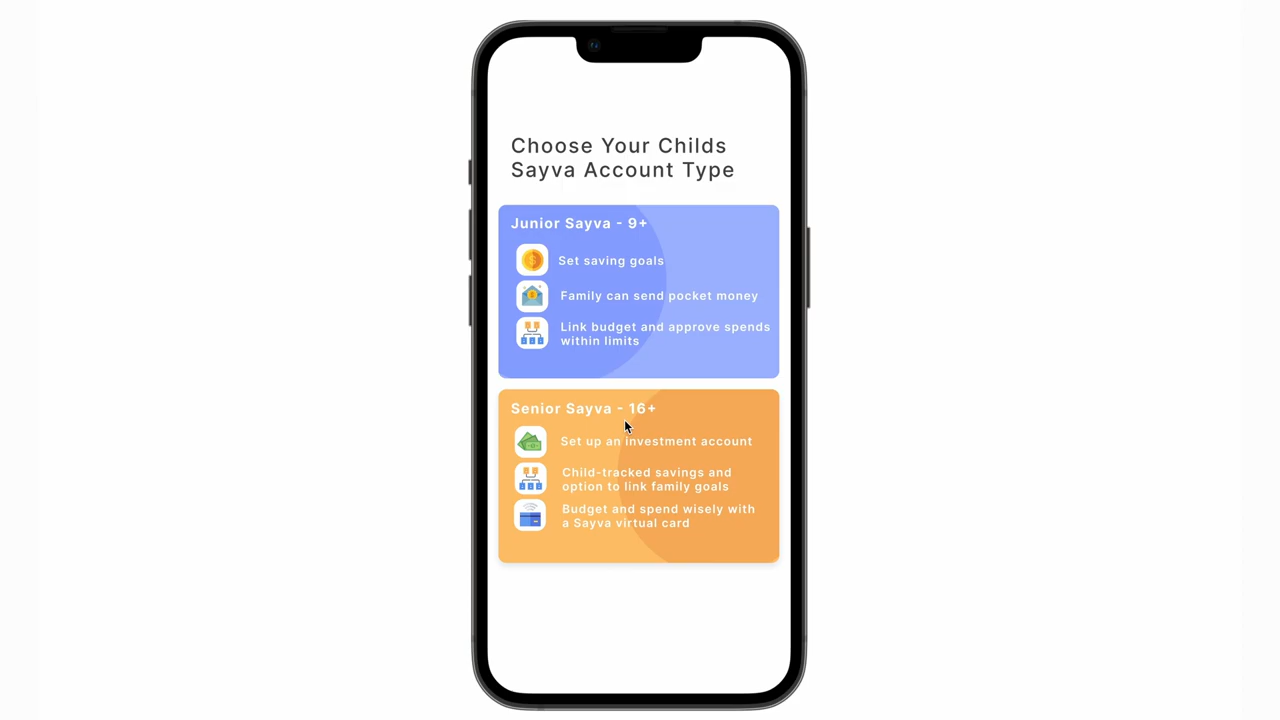 Choose Your Childs
Sayva Account Type
Junior Sayva - 9+
Set saving goals
Family can send pocket money
Link budget and approve spends
within limits
Senior Sayva - 16+
Set up an investment account
Child-tracked savings and
option to link family goals
Budget and spend wisely with
a Sayva virtual card